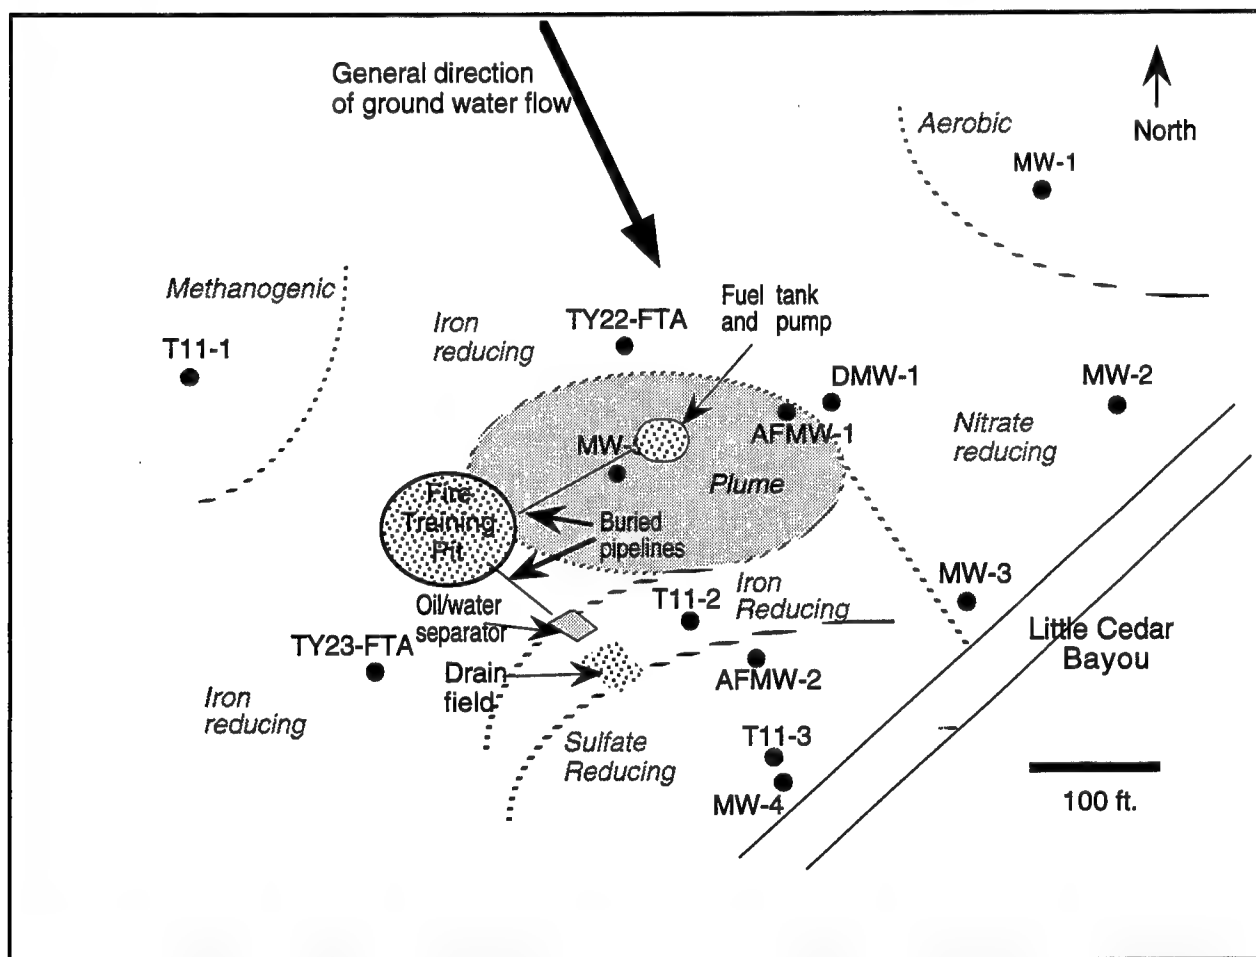 General direction
of ground water flow
Aerobic
North
MW-1
Methanogenic
T11-1
Iron
reducing
TY22-FTA
Fuel tank
and pump
DMW-1
MW-2
AFMW-1
Nitrate
reducing
MW-
Plume
Fire
Training
Pit
Buried
pipelines
MW-3
Iron
Reducing
T11-2
Oil/water
separator
Little Cedar
Bayou
TY23-FTA
Drain
field
AFMW-2
Iron
reducing
Sulfate
Reducing
T11-3
MW-4
100 ft.